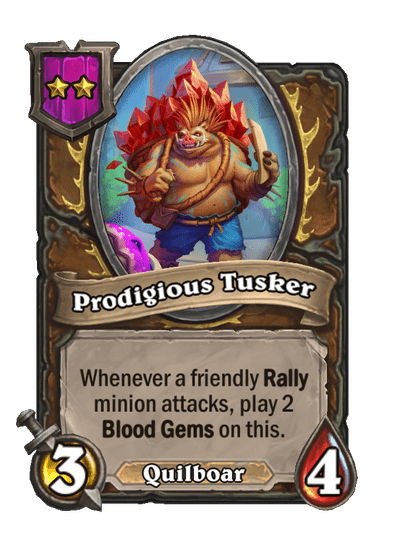 Prodigious Tusker
Whenever a friendly Rally
minion attacks, play 2
Blood Gems on this.
3
Quilboar
4